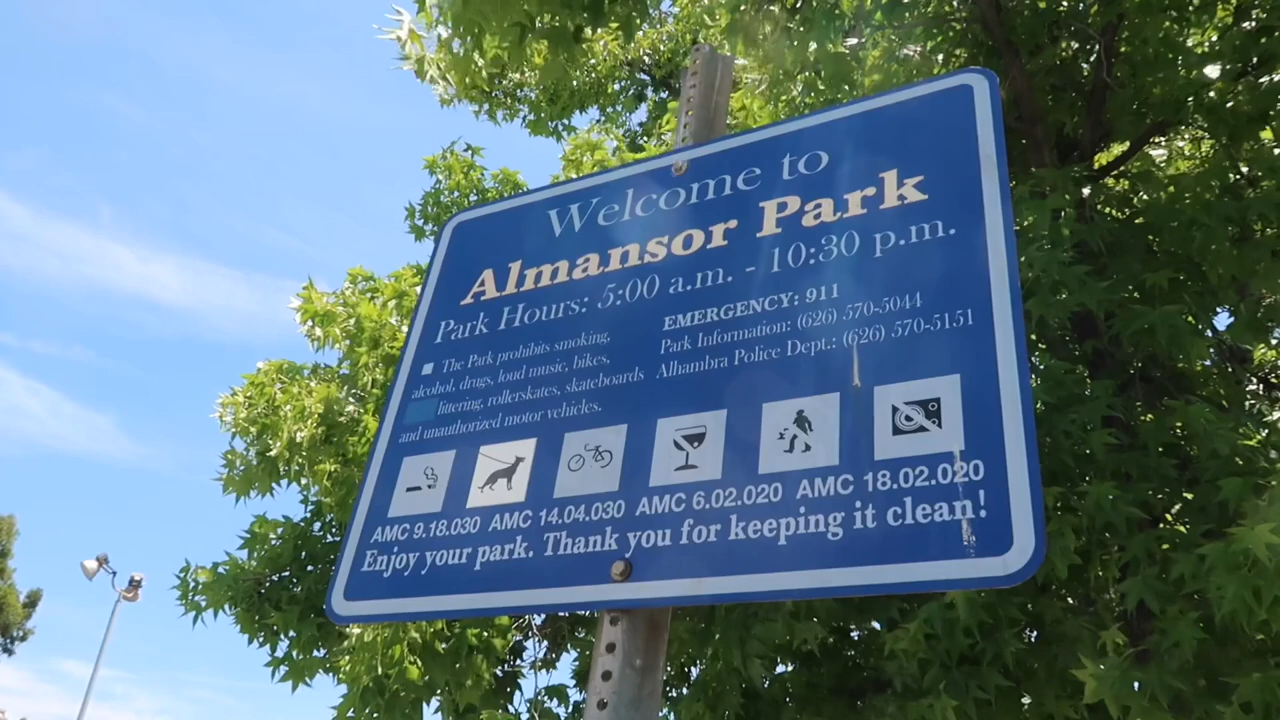 Welcome to
Almansor Park
Park Hours: 5:00 a.m. - 10:30 p.m.
The Park prohibits smoking,
alcohol, drugs, loud music, bikes,
littering, rollerskates, skateboards
and unauthorized motor vehicles.
EMERGENCY: 911
Park Information: (626) 570-5044
Alhambra Police Dept.: (626) 570-5151
AMC 9.18.030 AMC 14.04.030 AMC 6.02.020 AMC 18.02.020
Enjoy your park. Thank you for keeping it clean!